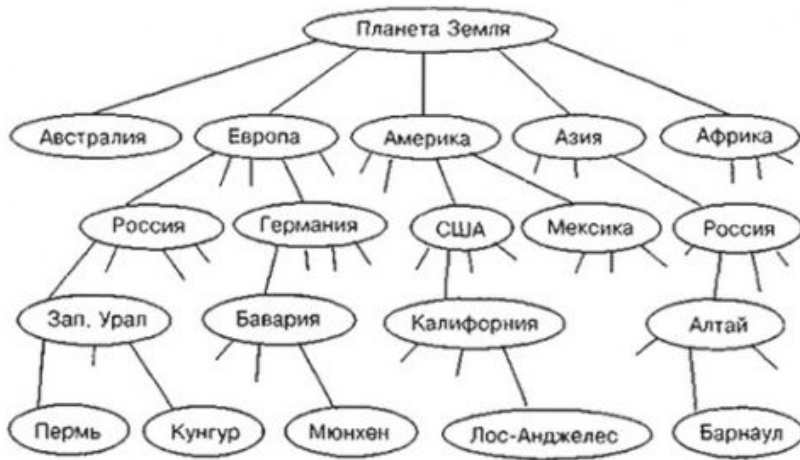 Планета Земля
Австралия Европа Америка Азия Африка
Россия Германия США Мексика Россия
Зап. Урал Бавария Калифорния Алтай
Пермь Кунгур Мюнхен Лос-Анджелес Барнаул